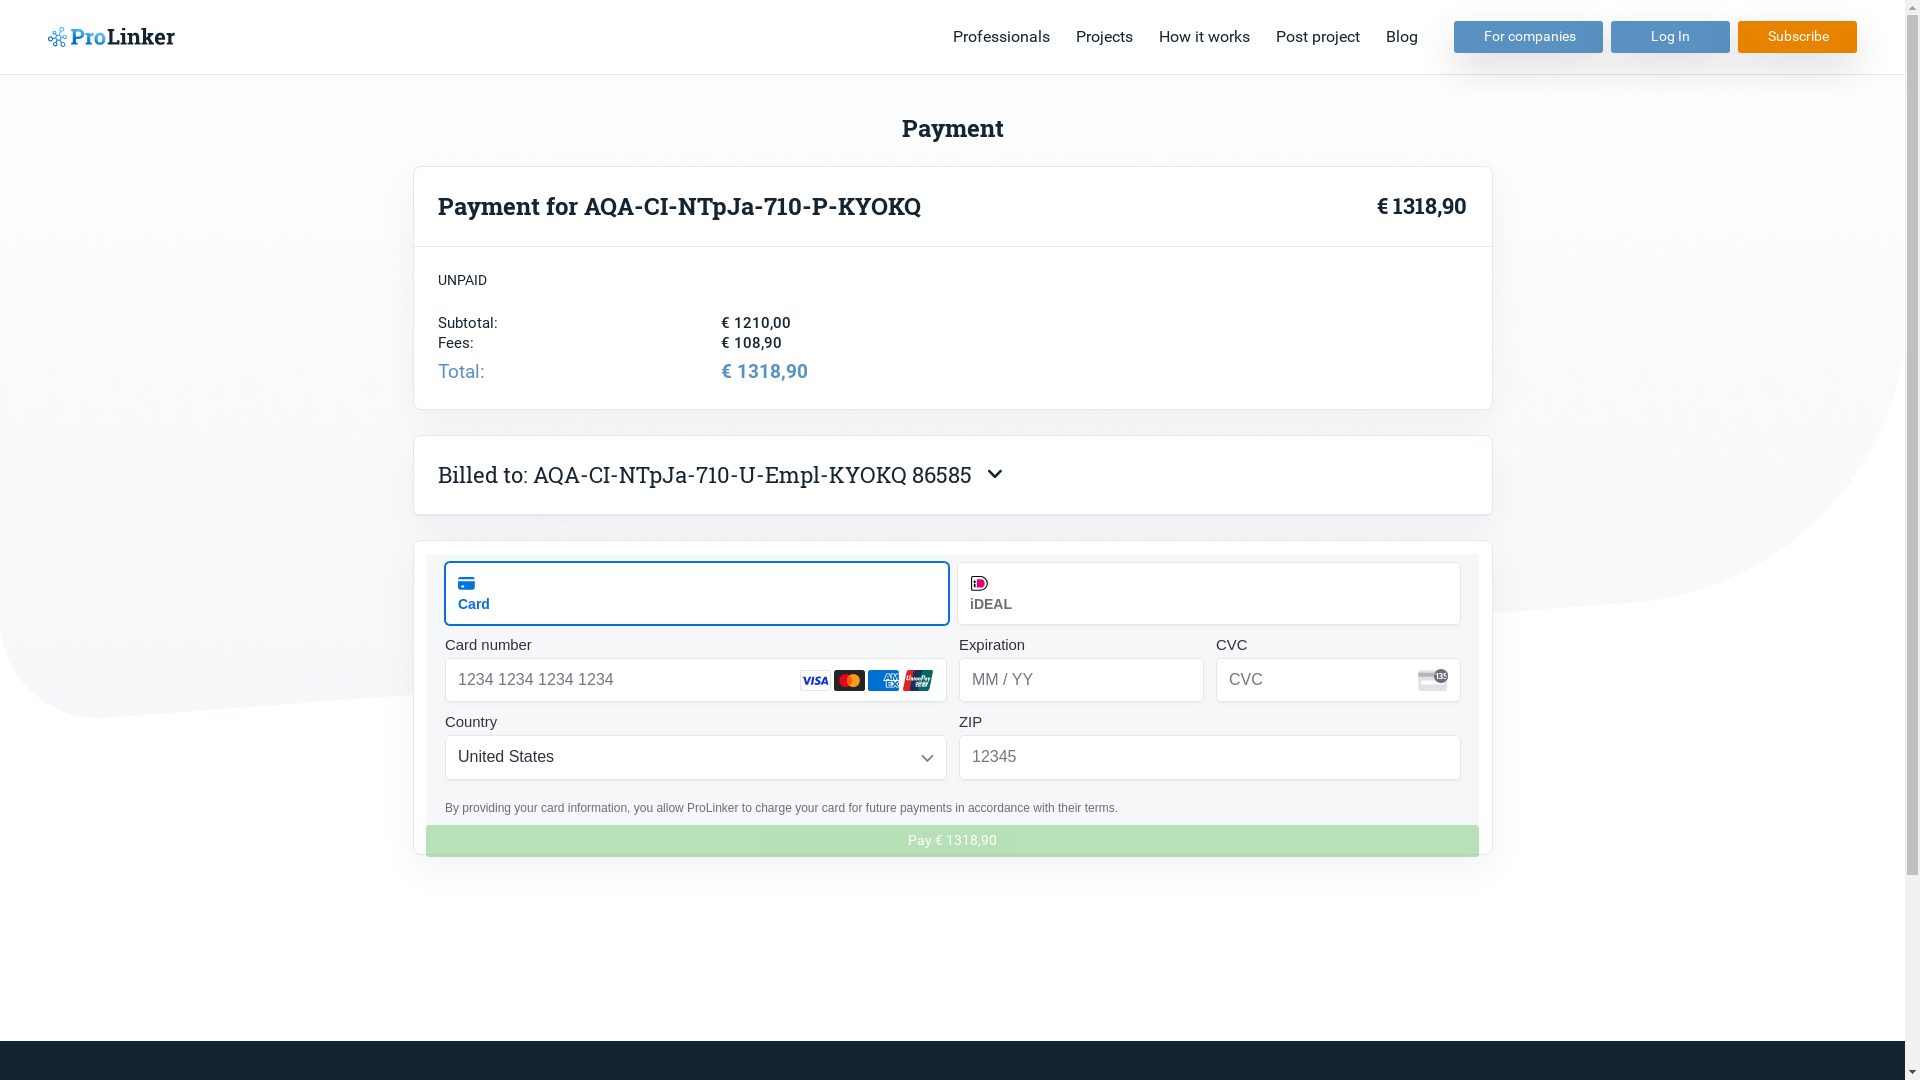 ProLinker
Professionals
Projects
How it works
Post project
Blog
For companies
Log In
Subscribe
Payment
Payment for AQA-CI-NTpJa-710-P-KYOKQ
€ 1318,90
UNPAID
Subtotal: € 1210,00
Fees: € 108,90
Total: € 1318,90
Billed to: AQA-CI-NTpJa-710-U-Empl-KYOKQ 86585
Card
iDEAL
Card number
Expiration
CVC
1234 1234 1234 1234
VISA
AMEX
UnionPay
MM / YY
CVC
135
Country
ZIP
United States
12345
By providing your card information, you allow ProLinker to charge your card for future payments in accordance with their terms.
Pay € 1318,90